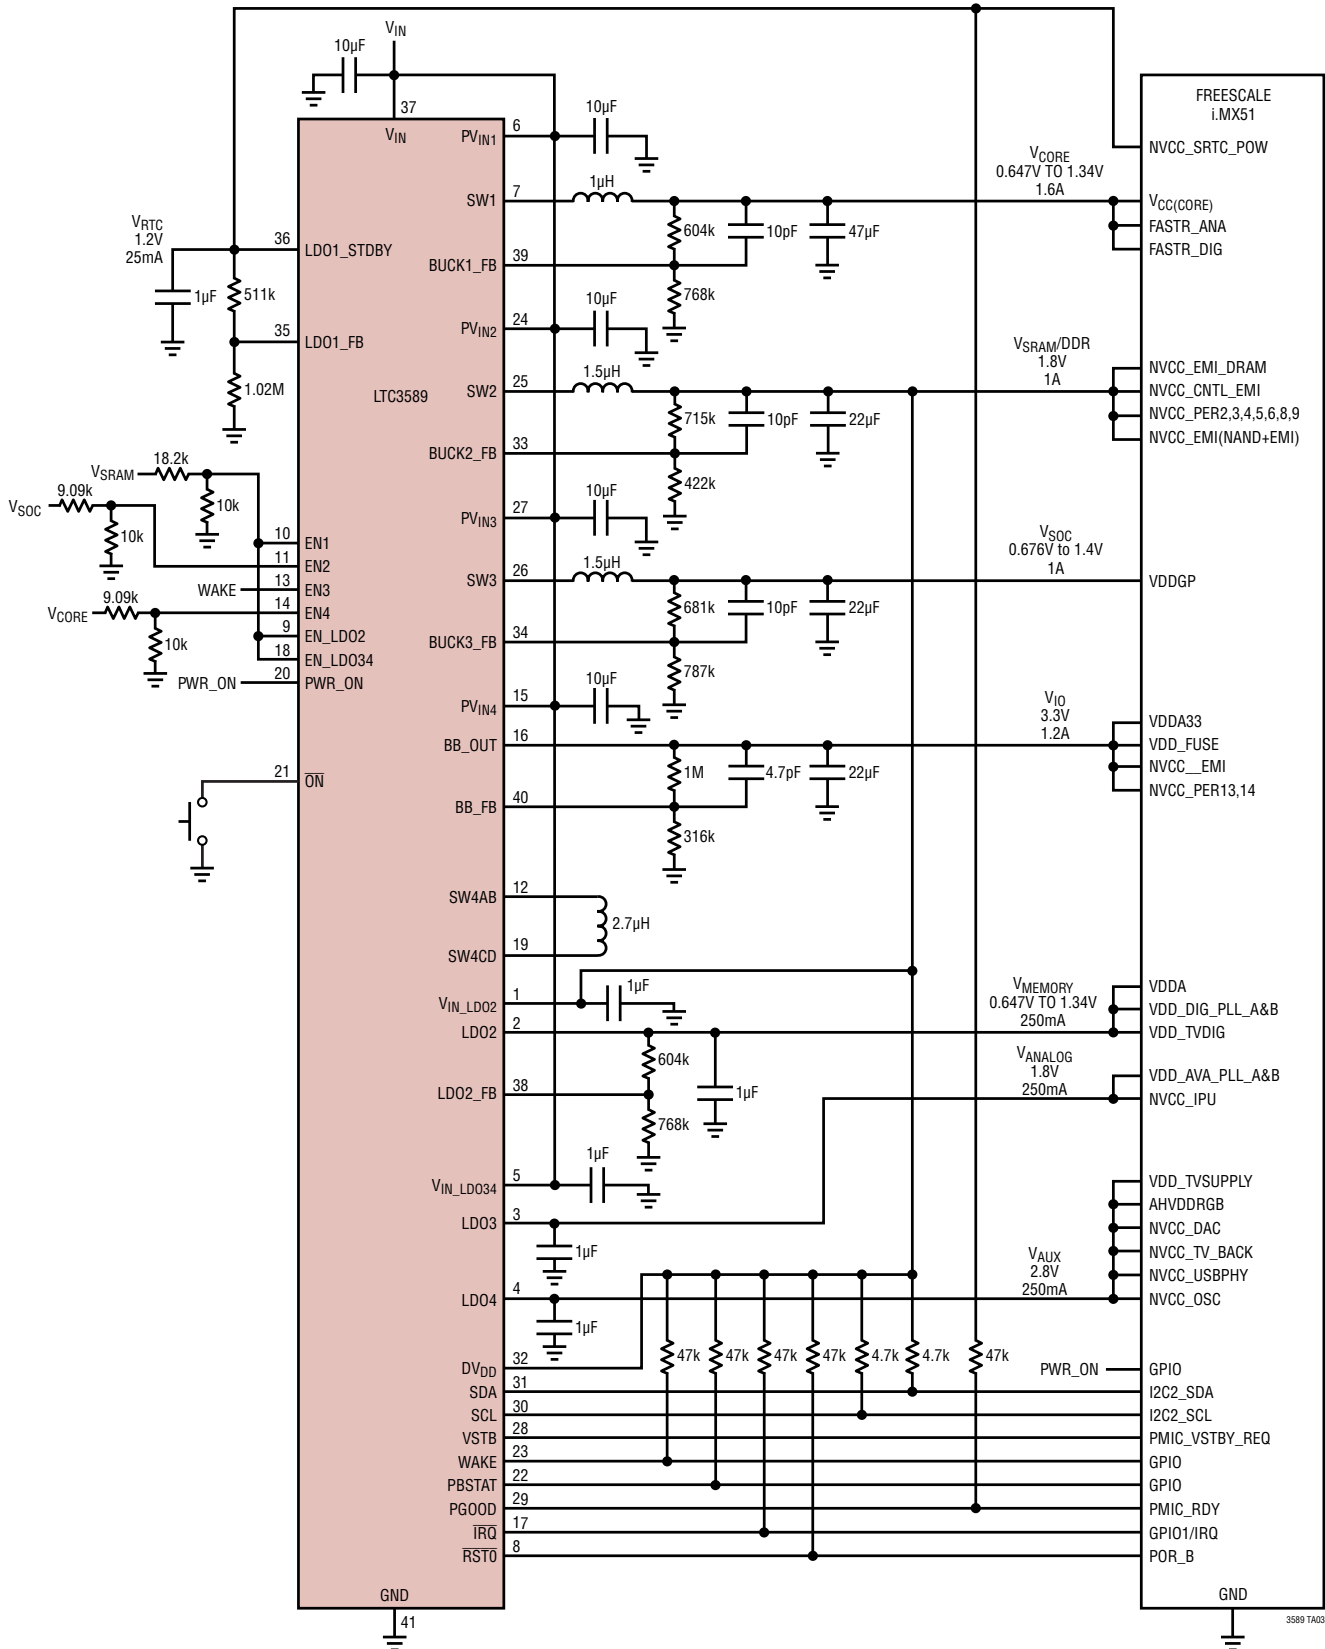 VIN
10µF
37
VIN
FREESCALE
i.MX51
PVIN1
6
10µF
NVCC_SRTC_POW
VCORE
0.647V TO 1.34V
1.6A
SW1
7
1µH
VCC(CORE)
604k
10pF
47µF
FASTR_ANA
FASTR_DIG
VRTC
1.2V
25mA
36
LDO1_STDBY
BUCK1_FB
39
1µF
511k
768k
10µF
35
LDO1_FB
PVIN2
24
VSRAM/DDR
1.8V
1A
1.02M
LTC3589
SW2
25
1.5µH
NVCC_EMI_DRAM
NVCC_CNTL_EMI
NVCC_PER2,3,4,5,6,8,9
NVCC_EMI(NAND+EMI)
715k
10pF
22µF
BUCK2_FB
33
422k
VSRAM
18.2k
10k
VSOC
9.09k
10k
10µF
PVIN3
27
10
EN1
11
EN2
WAKE
13
EN3
VCORE
9.09k
14
EN4
10k
9
EN_LDO2
18
EN_LDO34
PWR_ON
20
PWR_ON
VSOC
0.676V to 1.4V
1A
SW3
26
1.5µH
VDDGP
681k
10pF
22µF
BUCK3_FB
34
787k
10µF
PVIN4
15
VIO
3.3V
1.2A
BB_OUT
16
VDDA33
VDD_FUSE
NVCC__EMI
NVCC_PER13,14
21
ON
1M
4.7pF
22µF
BB_FB
40
316k
SW4AB
12
2.7µH
SW4CD
19
VIN_LDO2
1
1µF
VMEMORY
0.647V TO 1.34V
250mA
VDDA
VDD_DIG_PLL_A&B
VDD_TVDIG
LDO2
2
604k
1µF
LDO2_FB
38
768k
VANALOG
1.8V
250mA
VDD_AVA_PLL_A&B
NVCC_IPU
1µF
VIN_LDO34
5
LDO3
3
1µF
VDD_TVSUPPLY
AHVDDRGB
NVCC_DAC
NVCC_TV_BACK
NVCC_USBPHY
NVCC_OSC
VAUX
2.8V
250mA
LDO4
4
1µF
47k
47k
47k
47k
4.7k
4.7k
47k
DVDD
32
PWR_ON
GPIO
SDA
31
I2C2_SDA
SCL
30
I2C2_SCL
VSTB
28
PMIC_VSTBY_REQ
WAKE
23
GPIO
PBSTAT
22
GPIO
PGOOD
29
PMIC_RDY
IRQ
17
GPIO1/IRQ
RST0
8
POR_B
GND
41
GND
3589 TA03